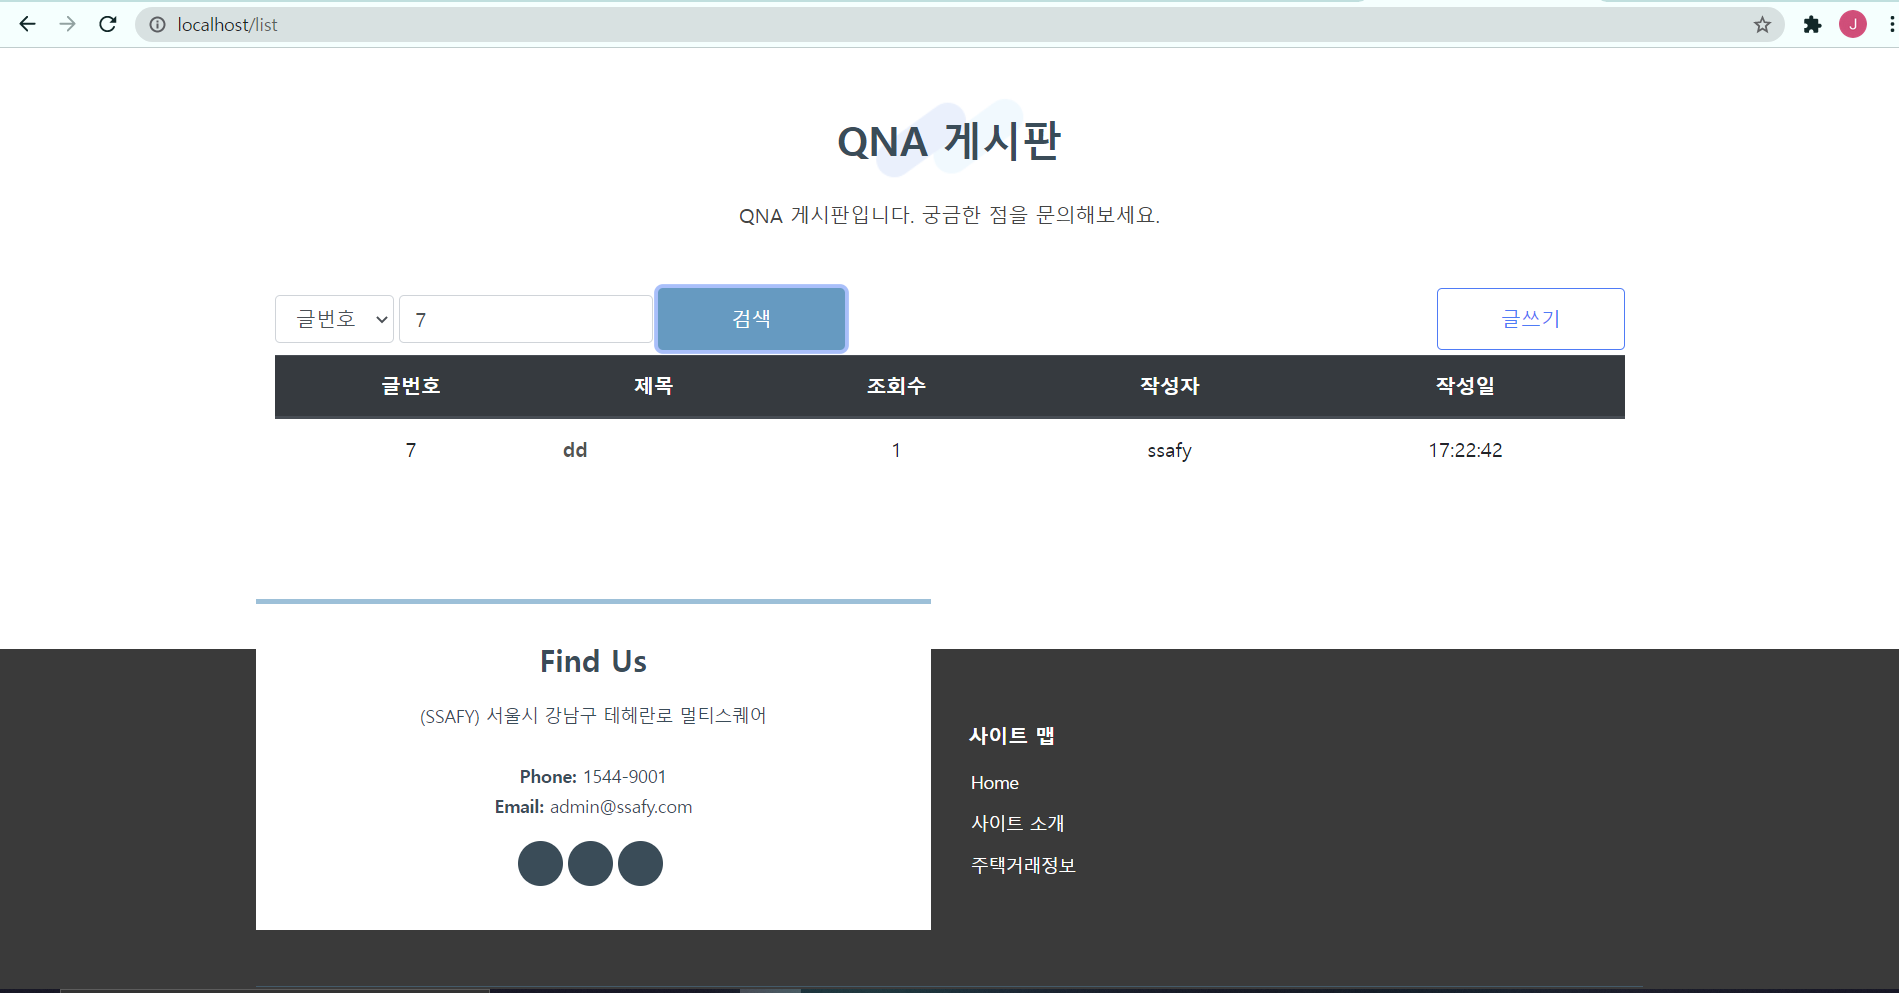 localhost/list
J
QNA 게시판
QNA 게시판입니다. 궁금한 점을 문의해보세요.
글번호 7 검색 글쓰기
글번호 제목 조회수 작성자 작성일
7 dd 1 ssafy 17:22:42
Find Us
(SSAFY) 서울시 강남구 테헤란로 멀티스퀘어
Phone: 1544-9001
Email: admin@ssafy.com
사이트 맵
Home
사이트 소개
주택거래정보